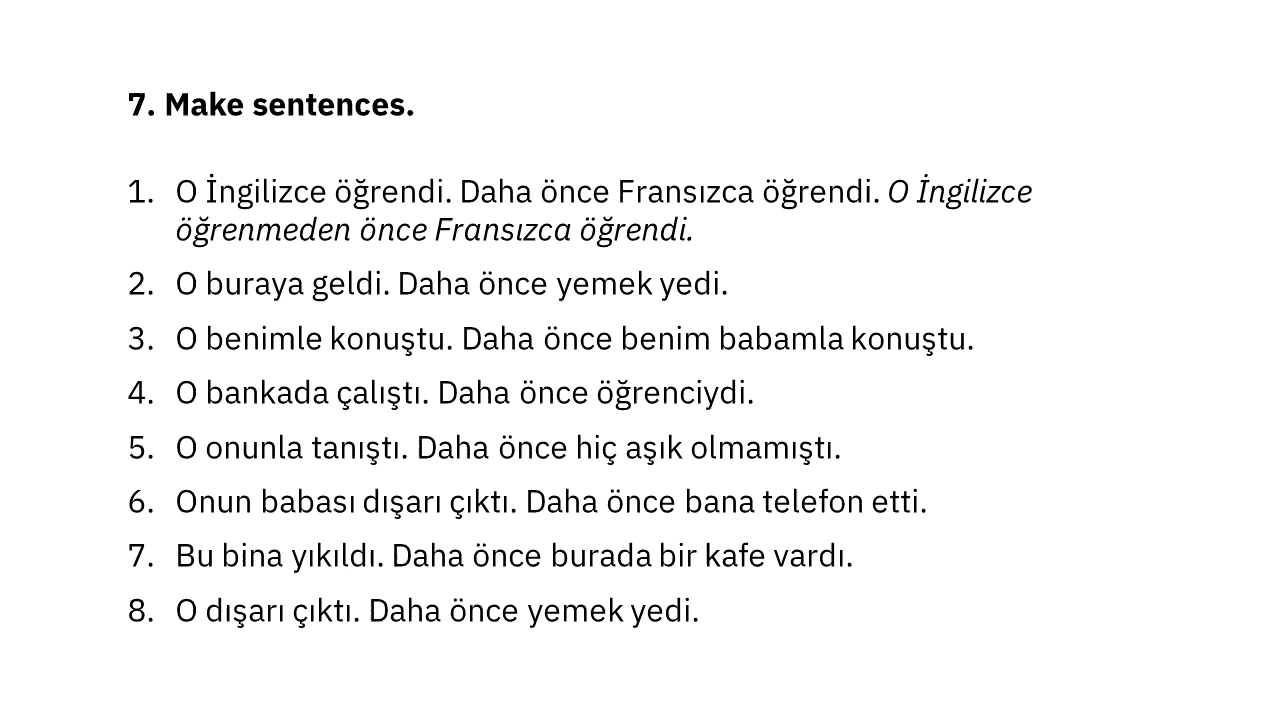 7. Make sentences.
1. O İngilizce öğrendi. Daha önce Fransızca öğrendi. O İngilizce
öğrenmeden önce Fransızca öğrendi.
2. O buraya geldi. Daha önce yemek yedi.
3. O benimle konuştu. Daha önce benim babamla konuştu.
4. O bankada çalıştı. Daha önce öğrenciydi.
5. O onunla tanıştı. Daha önce hiç aşık olmamıştı.
6. Onun babası dışarı çıktı. Daha önce bana telefon etti.
7. Bu bina yıkıldı. Daha önce burada bir kafe vardı.
8. O dışarı çıktı. Daha önce yemek yedi.